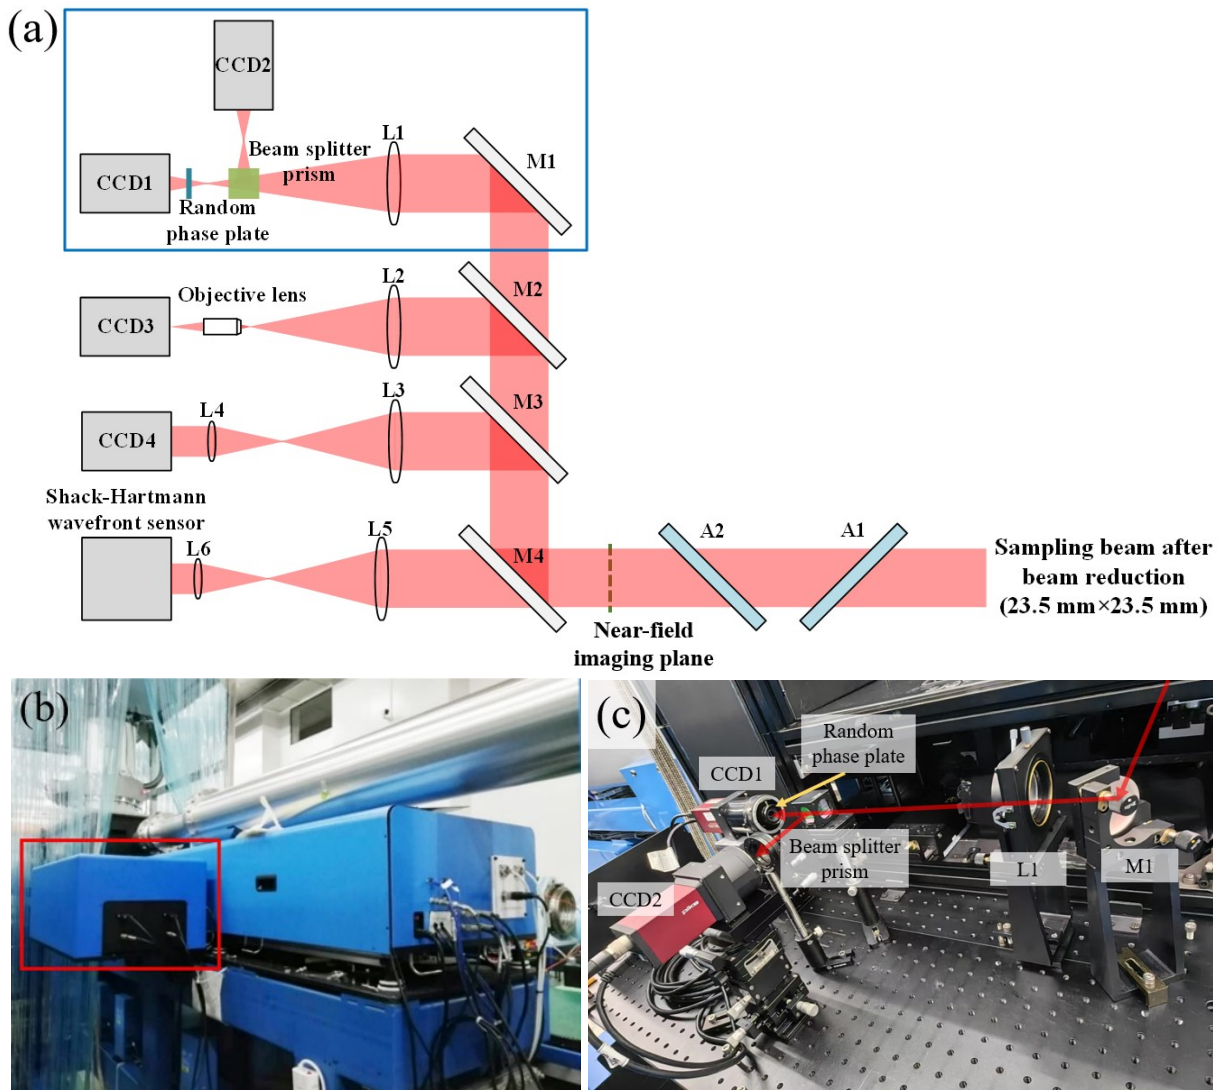 (a)
CCD2
CCD1
Beam splitter
prism
L1
M1
Random
phase plate
L2
M2
Objective lens
CCD3
L3
M3
L4
CCD4
Shack-Hartmann
wavefront sensor
L6
L5
M4
A2
A1
Sampling beam after
beam reduction
(23.5 mm×23.5 mm)
Near-field
imaging plane
(b)
(c)
Random
phase plate
CCD1
Beam splitter
prism
L1
M1
CCD2